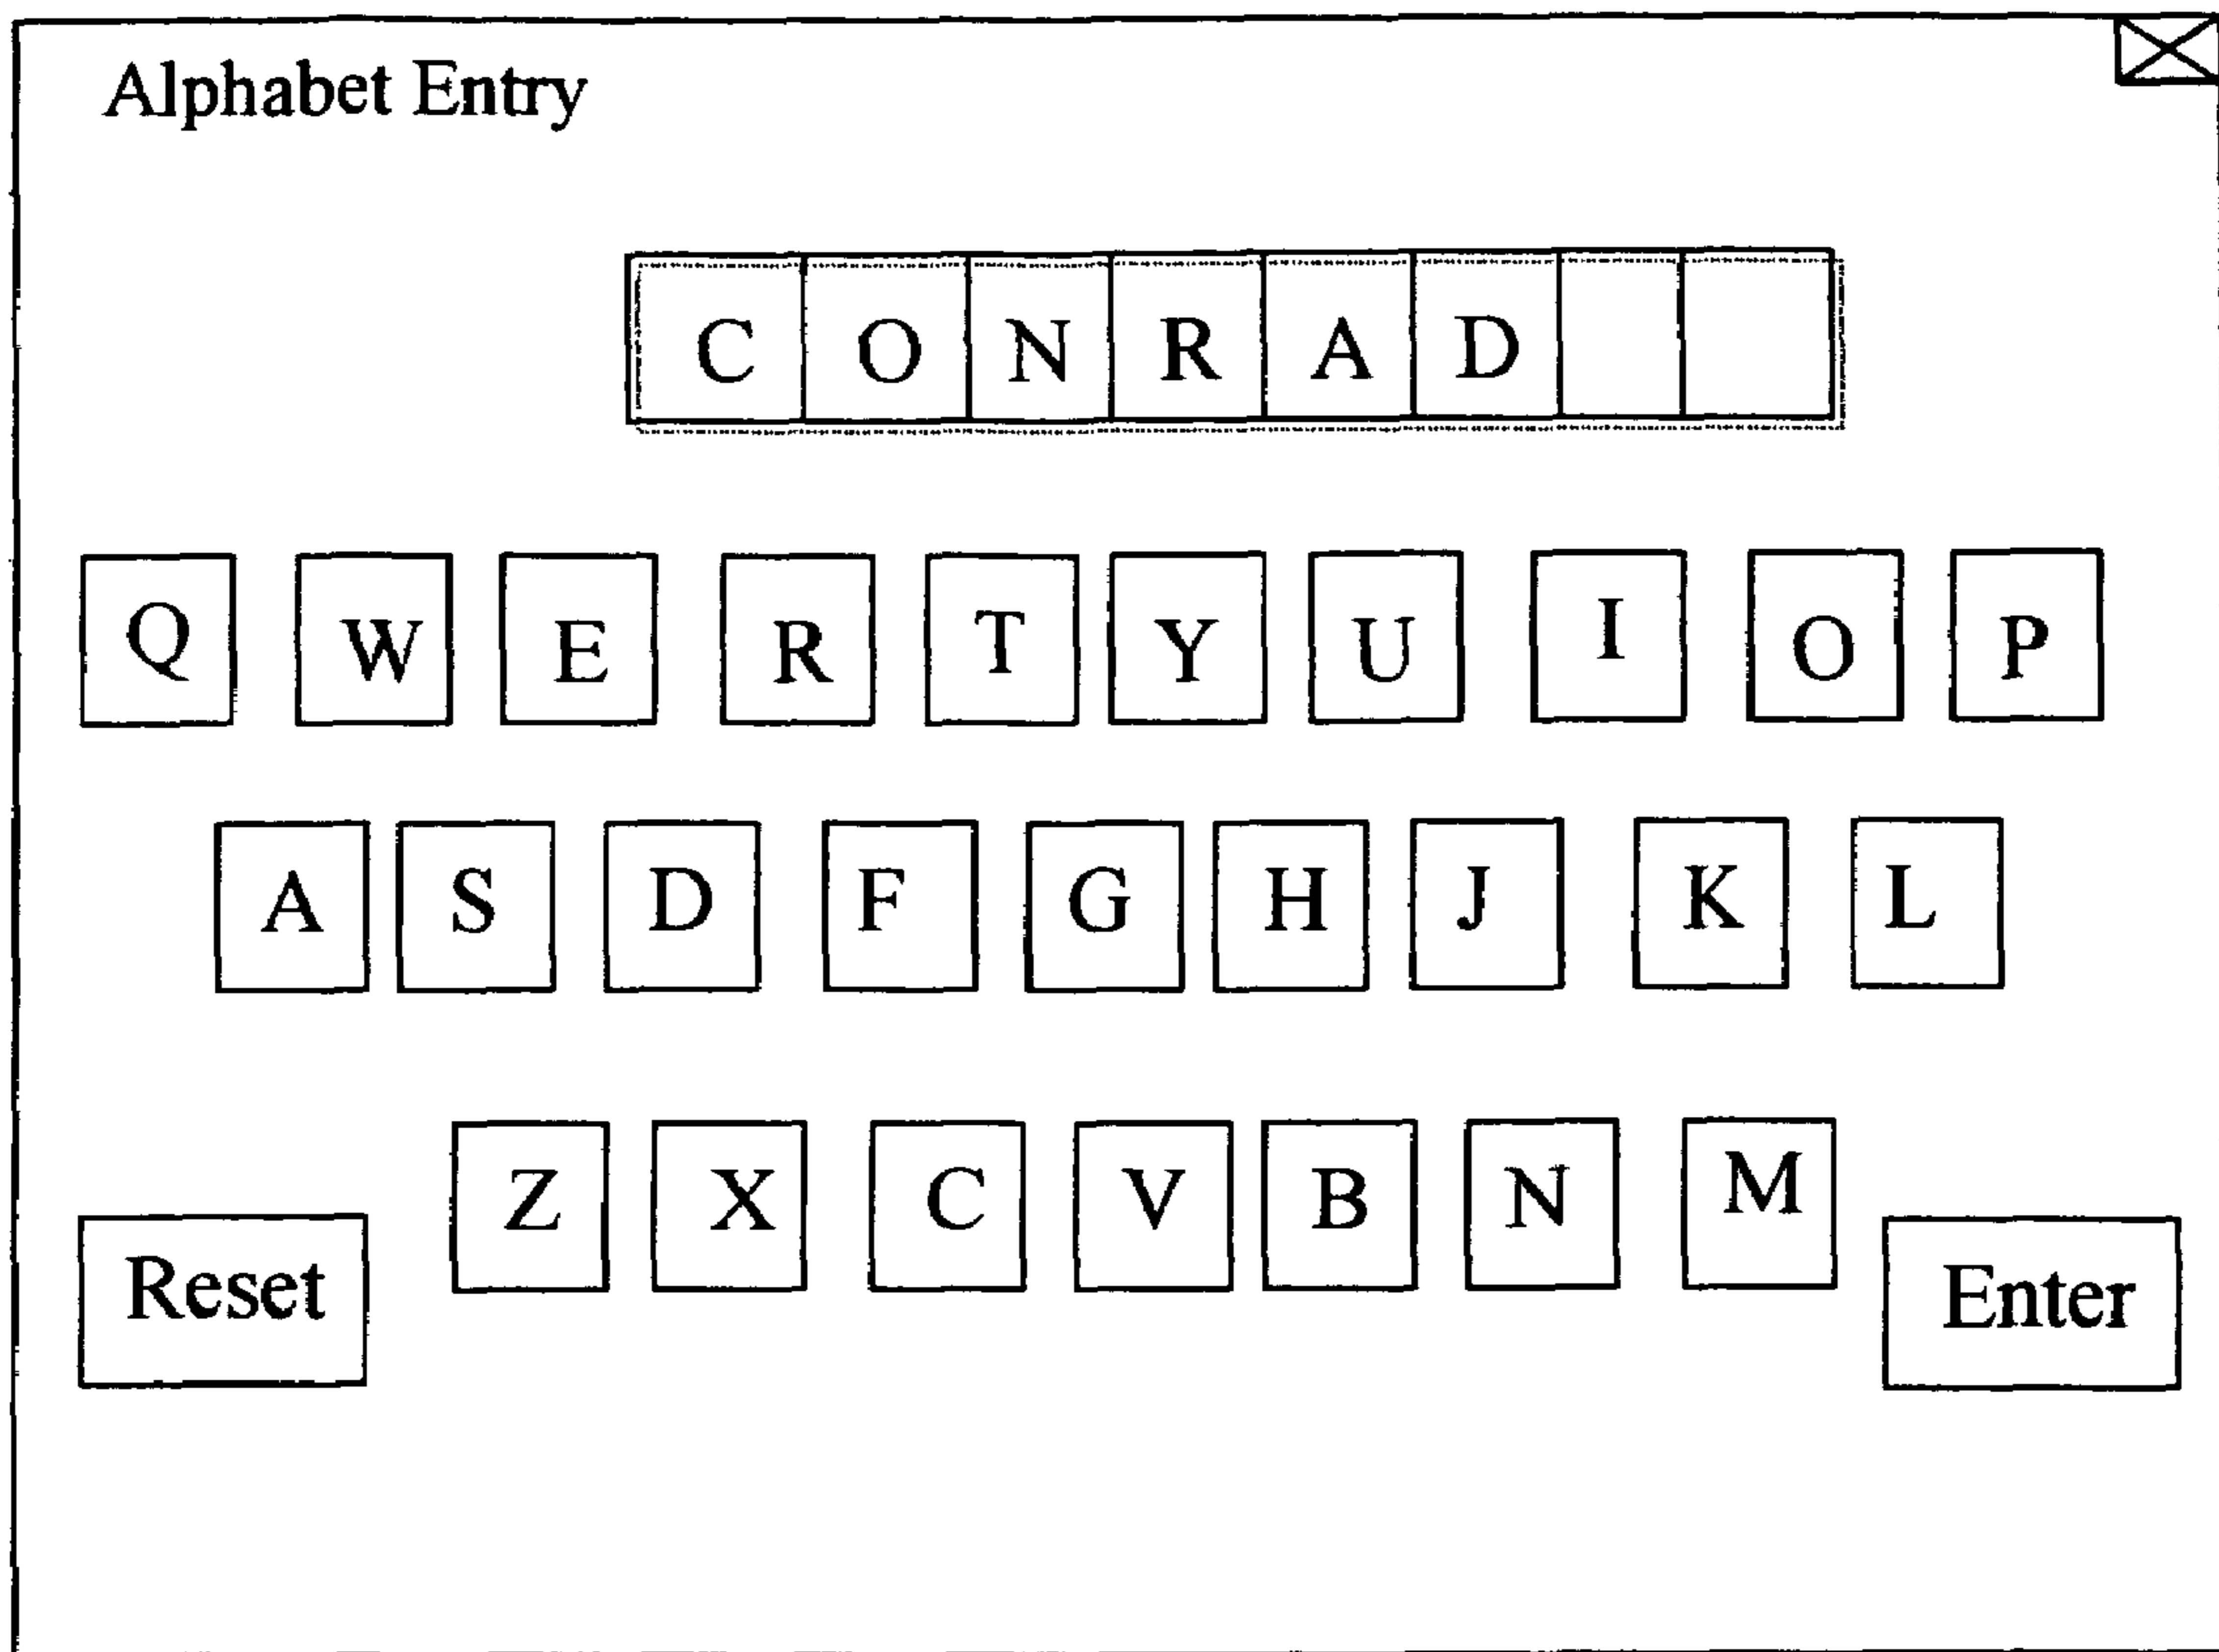 Alphabet Entry
C O N R A D
Q W E R T Y U I O P
A S D F G H J K L
Z X C V B N M
Reset Enter